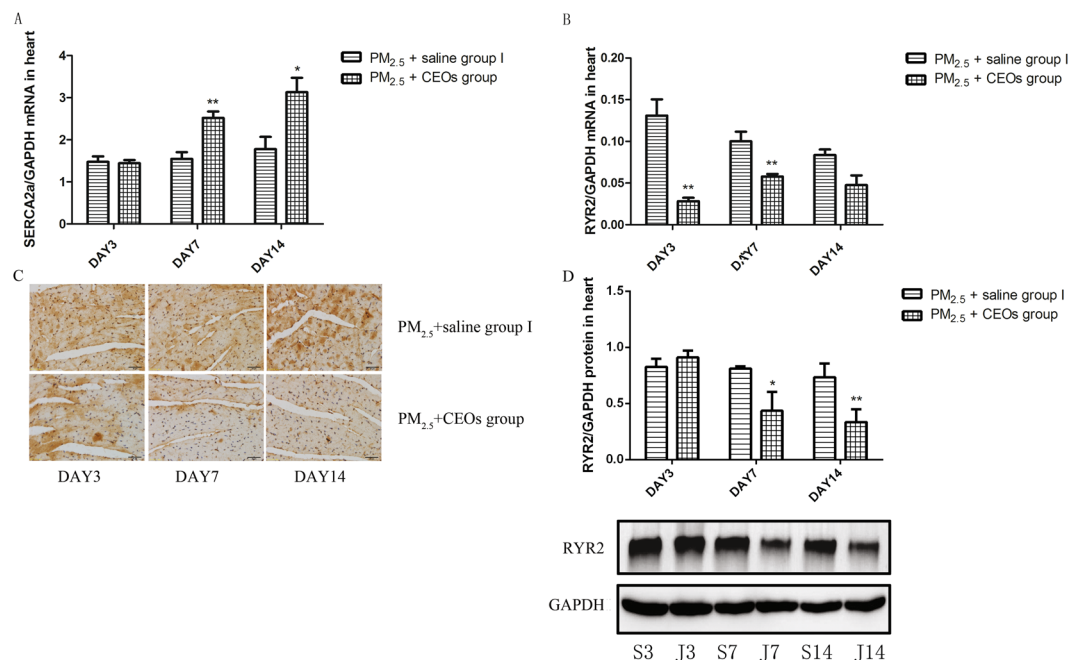 A
SERCA2a/GAPDH mRNA in heart
4
3
2
1
0
**
*
DAY3
DAY7
DAY14
PM2.5 + saline group I
PM2.5 + CEOs group
B
RYR2/GAPDH mRNA in heart
0.20
0.15
0.10
0.05
0.00
**
**
DAY3
DAY7
DAY14
PM2.5 + saline group I
PM2.5 + CEOs group
C
PM2.5+saline group I
PM2.5+CEOs group
DAY3
DAY7
DAY14
D
RYR2/GAPDH protein in heart
1.5
1.0
0.5
0.0
*
**
DAY3
DAY7
DAY14
PM2.5 + saline group I
PM2.5 + CEOs group
RYR2
GAPDH
S3 J3 S7 J7 S14 J14